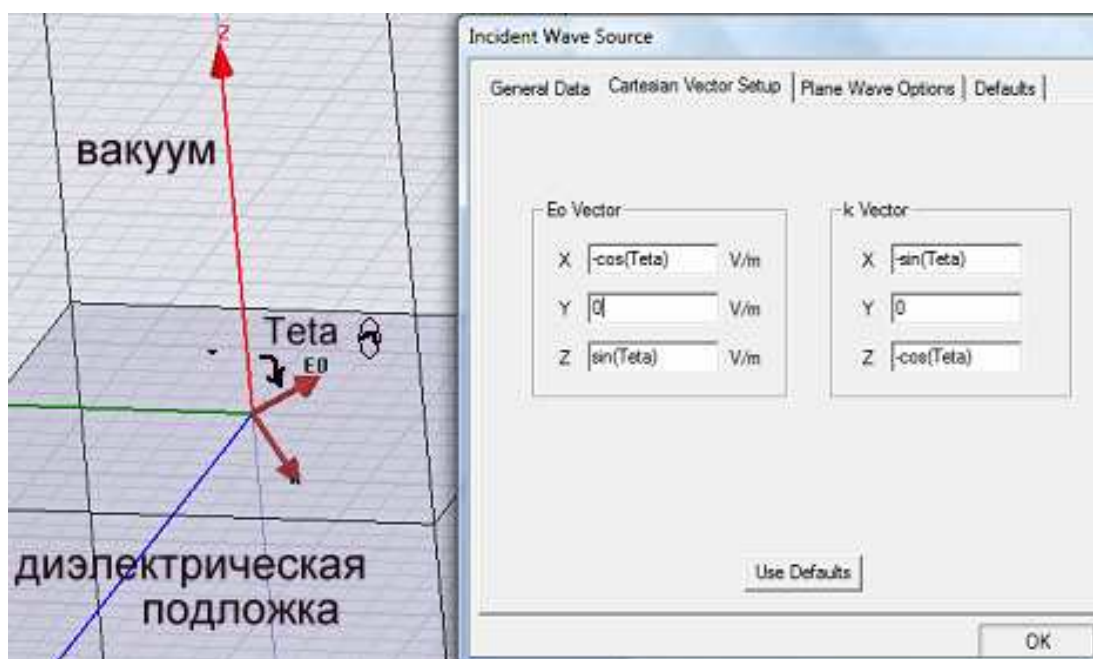 Z
вакуум
Teta
E0
диэлектрическая
подложка
Incident Wave Source
General Data Cartesian Vector Setup Plane Wave Options Defaults
Eo Vector k Vector
X -cos(Teta) V/m X -sin(Teta)
Y 0 V/m Y 0
Z sin(Teta) V/m Z -cos(Teta)
Use Defaults
OK